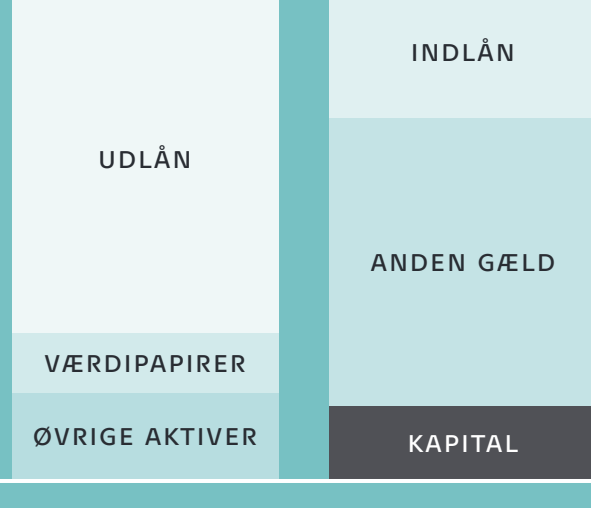 UDLÅN
VÆRDIPAPIRER
ØVRIGE AKTIVER
INDLÅN
ANDEN GÆLD
KAPITAL